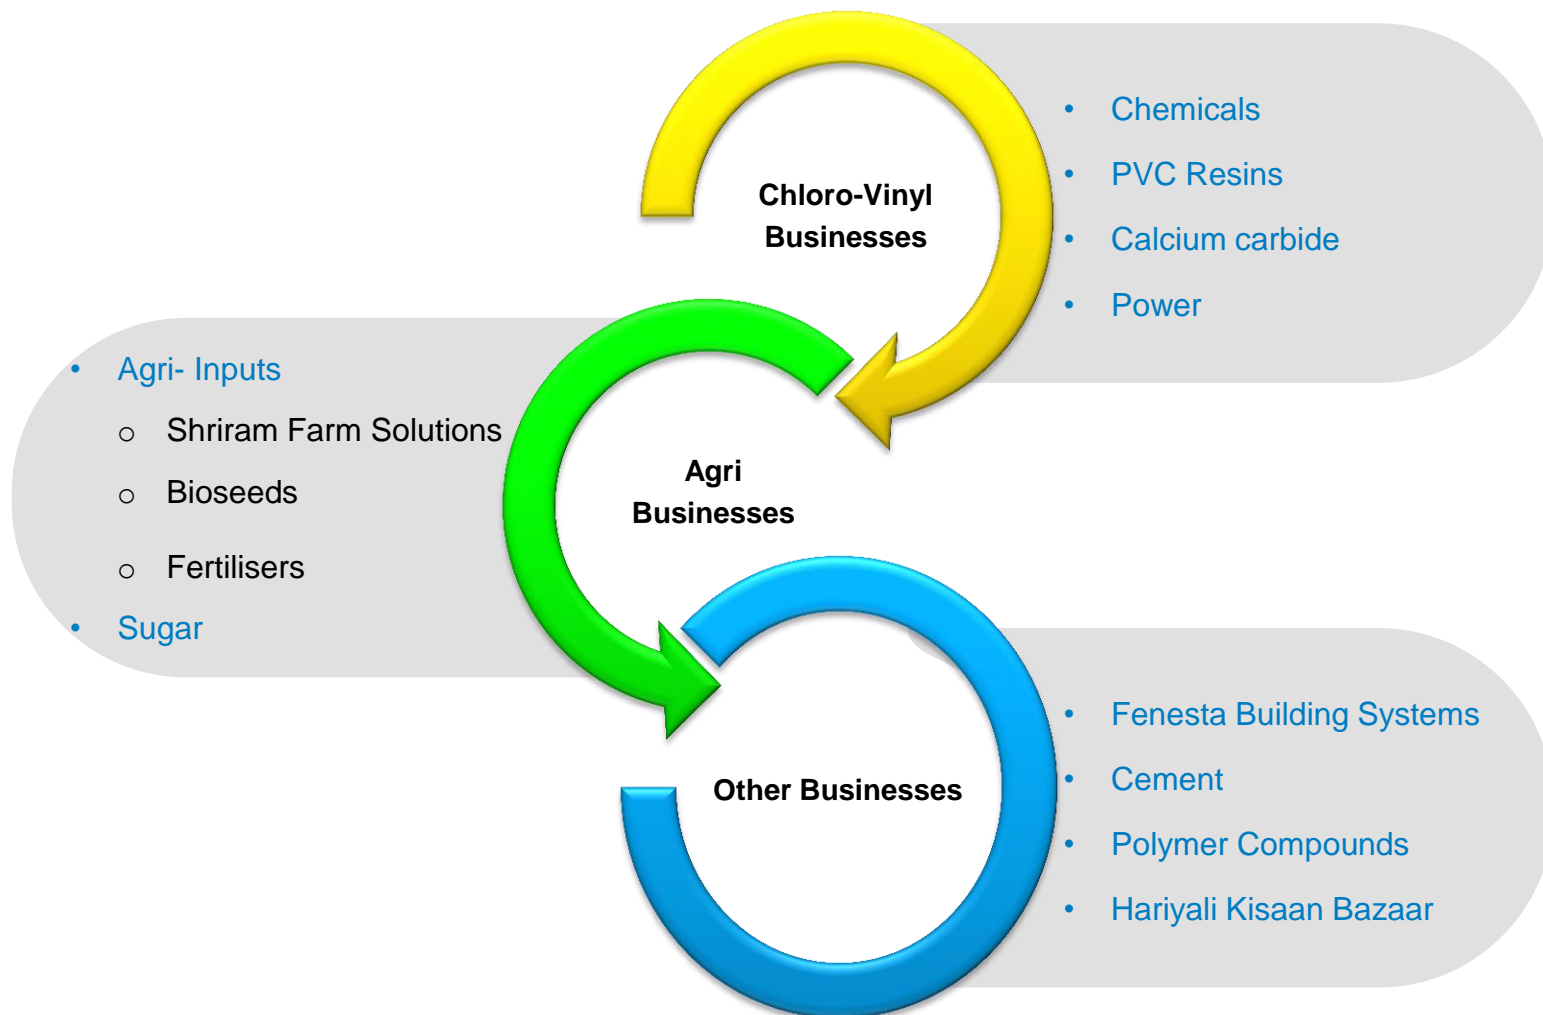 Chloro-Vinyl
Businesses
• Chemicals
• PVC Resins
• Calcium carbide
• Power
• Agri- Inputs
o Shriram Farm Solutions
o Bioseeds
o Fertilisers
• Sugar
Agri
Businesses
Other Businesses
• Fenesta Building Systems
• Cement
• Polymer Compounds
• Hariyali Kisaan Bazaar